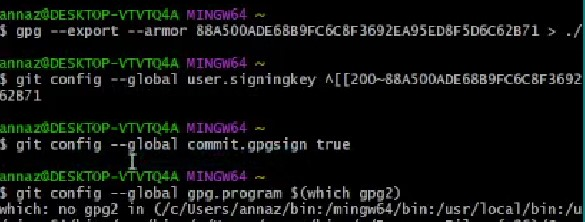 annaz@DESKTOP-VTVTQ4A MINGW64 ~
$ gpg --export --armor 88A500ADE68B9FC6C8F3692EA95ED8F5D6C62B71 > ./
annaz@DESKTOP-VTVTQ4A MINGW64 ~
$ git config --global user.signingkey ^[[200~88A500ADE68B9FC6C8F3692
62B71
annaz@DESKTOP-VTVTQ4A MINGW64 ~
$ git config --global commit.gpgsign true
annaz@DESKTOP-VTVTQ4A MINGW64 ~
$ git config --global gpg.program $(which gpg2)
which: no gpg2 in (/c/Users/annaz/bin:/mingw64/bin:/usr/local/bin:/u